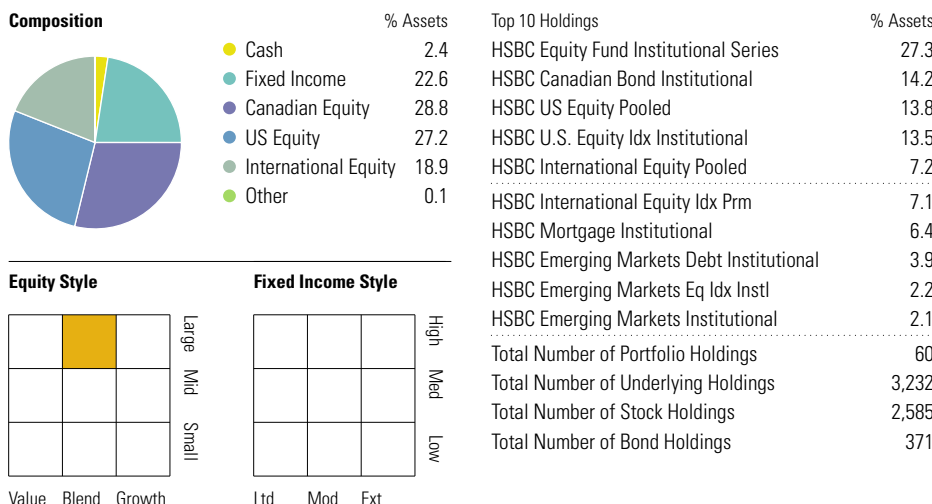 Composition % Assets
Cash 2.4
Fixed Income 22.6
Canadian Equity 28.8
US Equity 27.2
International Equity 18.9
Other 0.1
Equity Style
Large
Mid
Small
Value Blend Growth
Fixed Income Style
High
Med
Low
Ltd Mod Ext
Top 10 Holdings % Assets
HSBC Equity Fund Institutional Series 27.3
HSBC Canadian Bond Institutional 14.2
HSBC US Equity Pooled 13.8
HSBC U.S. Equity Idx Institutional 13.5
HSBC International Equity Pooled 7.2
HSBC International Equity Idx Prm 7.1
HSBC Mortgage Institutional 6.4
HSBC Emerging Markets Debt Institutional 3.9
HSBC Emerging Markets Eq Idx Instl 2.2
HSBC Emerging Markets Institutional 2.1
Total Number of Portfolio Holdings 60
Total Number of Underlying Holdings 3,232
Total Number of Stock Holdings 2,585
Total Number of Bond Holdings 371